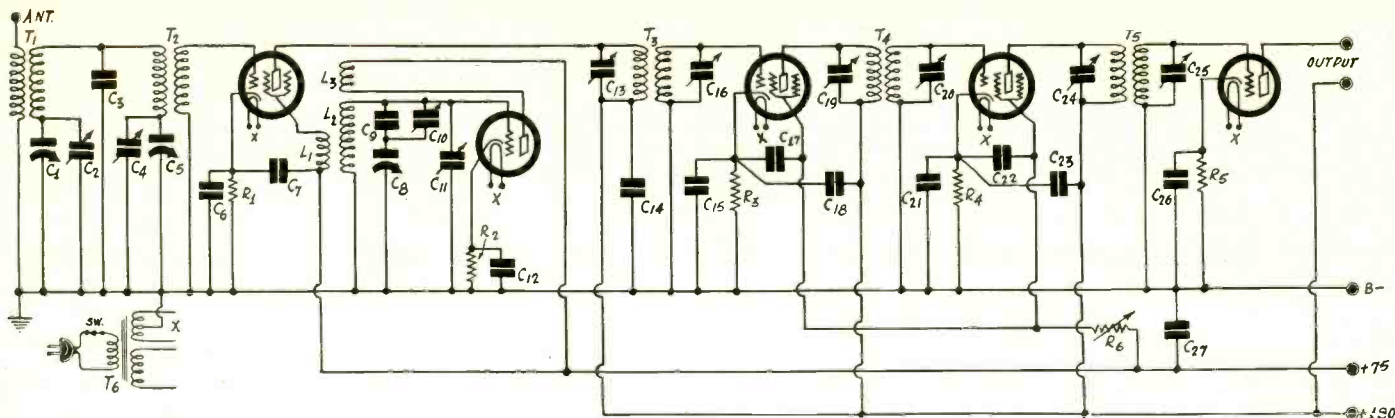 ANT.
T1
T2
C3
C1
C2
C4
C5
X
C6
R1
C7
L1
L3
L2
C9
C10
C8
C11
X
R2
C12
C13
T3
C16
C14
C15
R3
X
C17
C18
C19
T4
C20
C21
R4
X
C22
C23
C24
T5
C25
C26
R5
X
OUTPUT
B-
SW.
T6
X
R6
C27
+75
+180